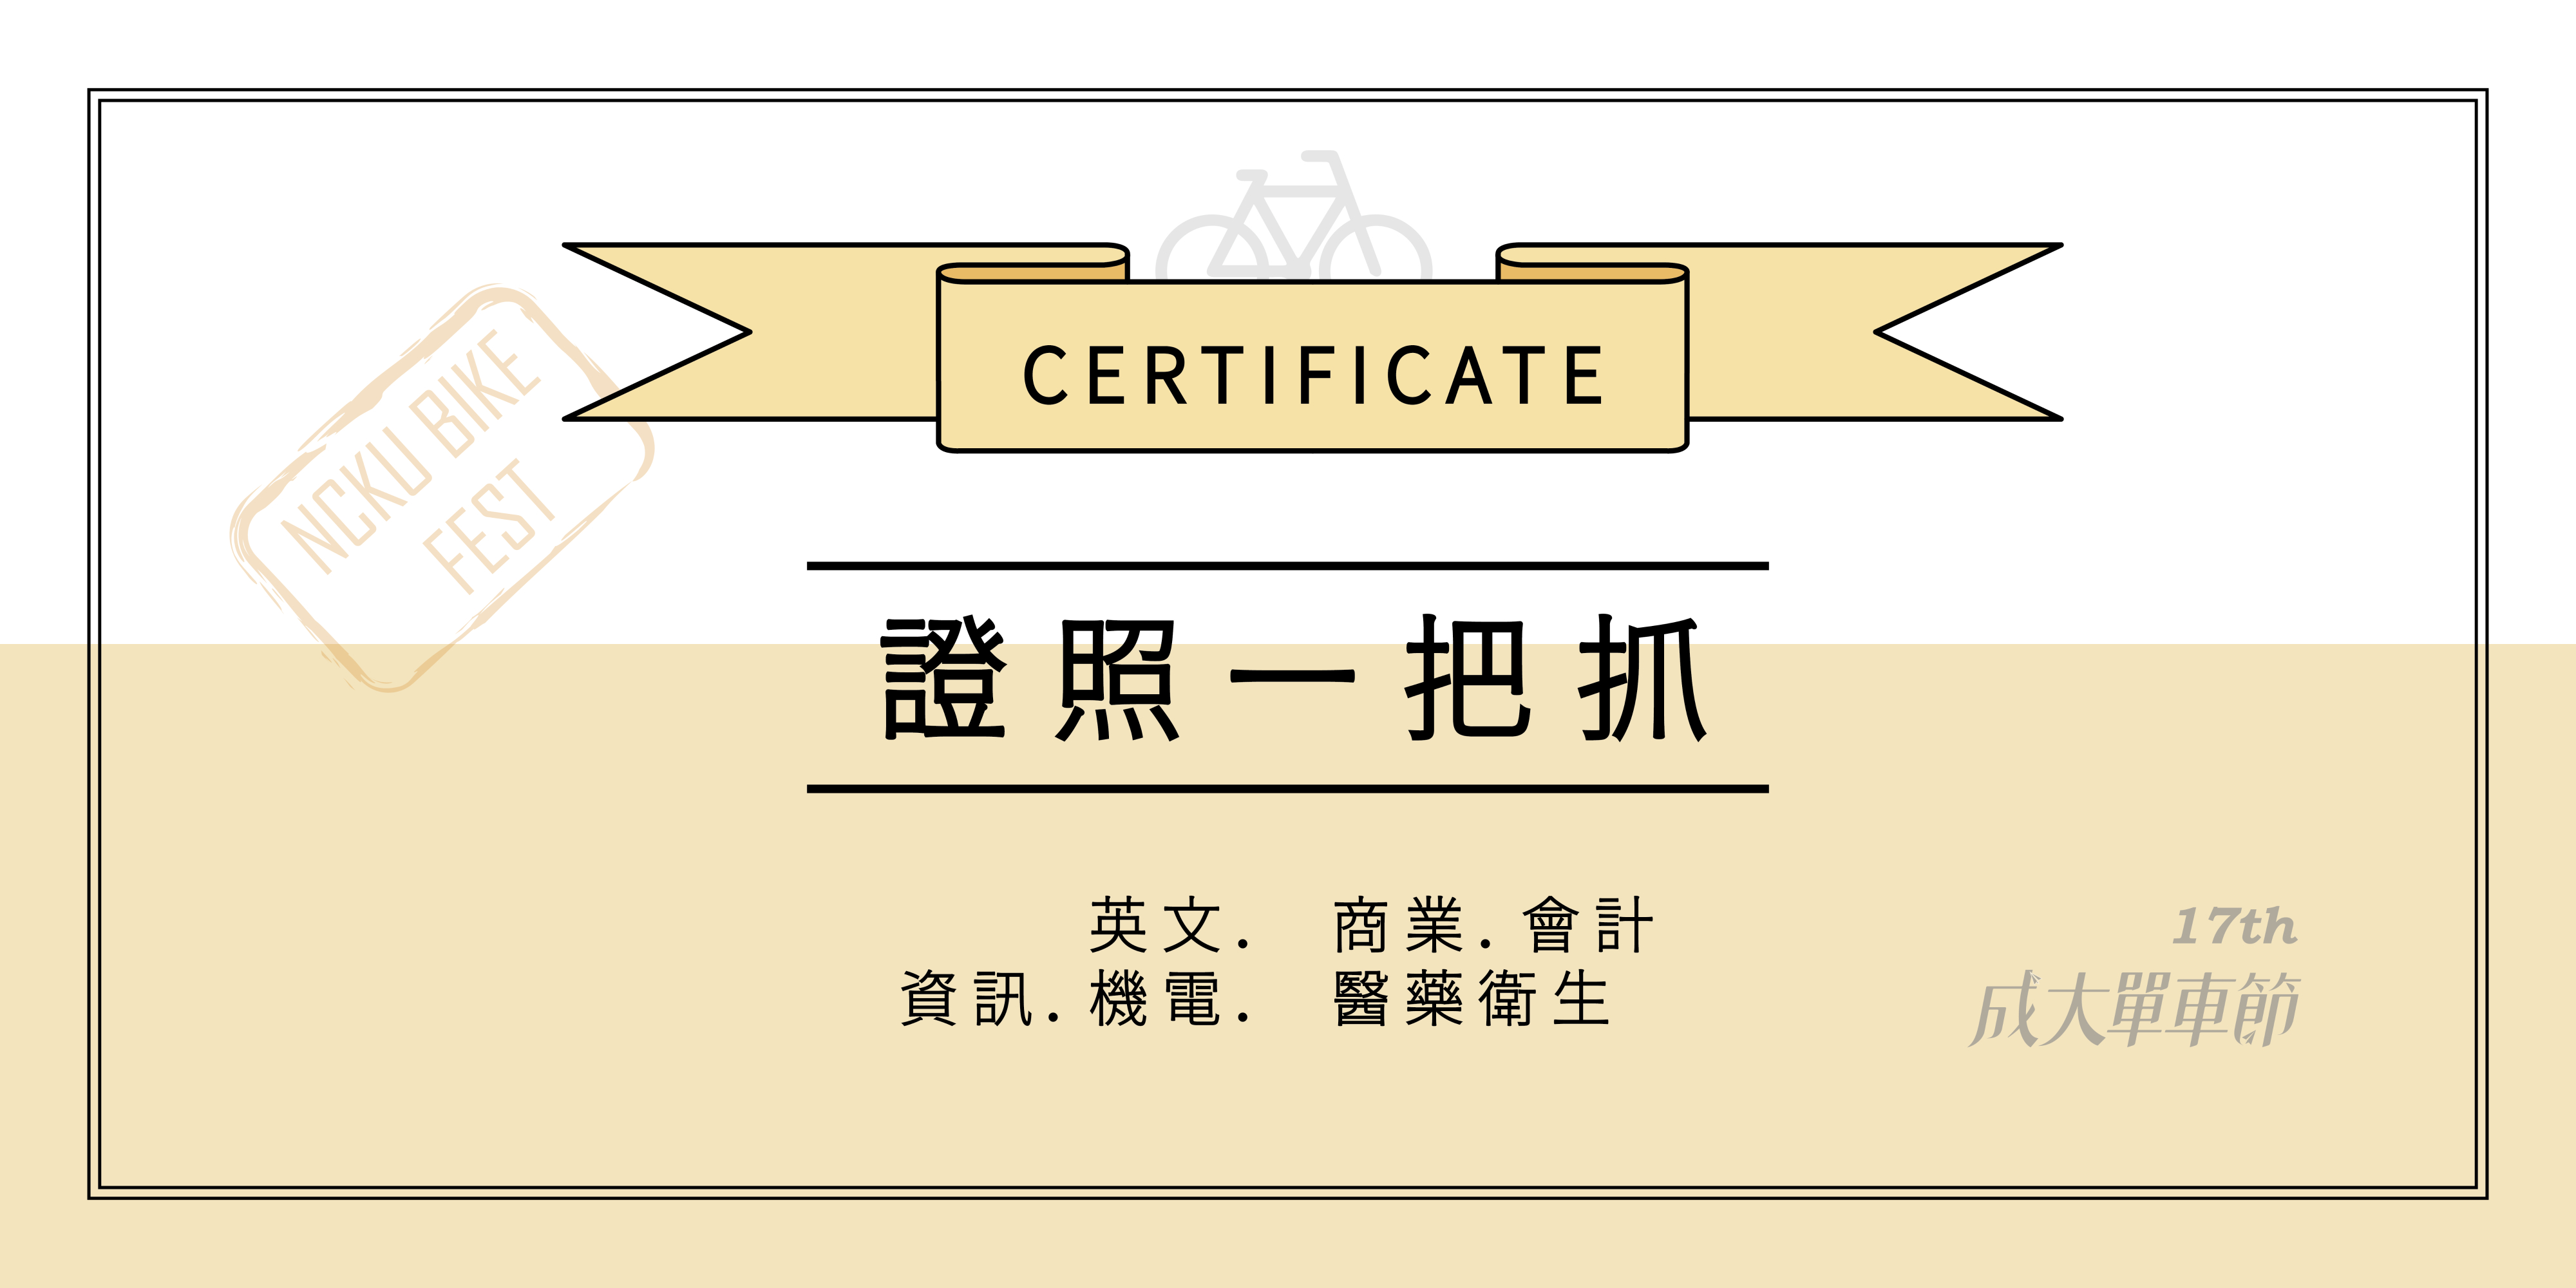 CERTIFICATE
NCKU BIKE
FEST
證照一把抓
英文. 商業.會計
資訊.機電. 醫藥衛生
17th
成大單車節